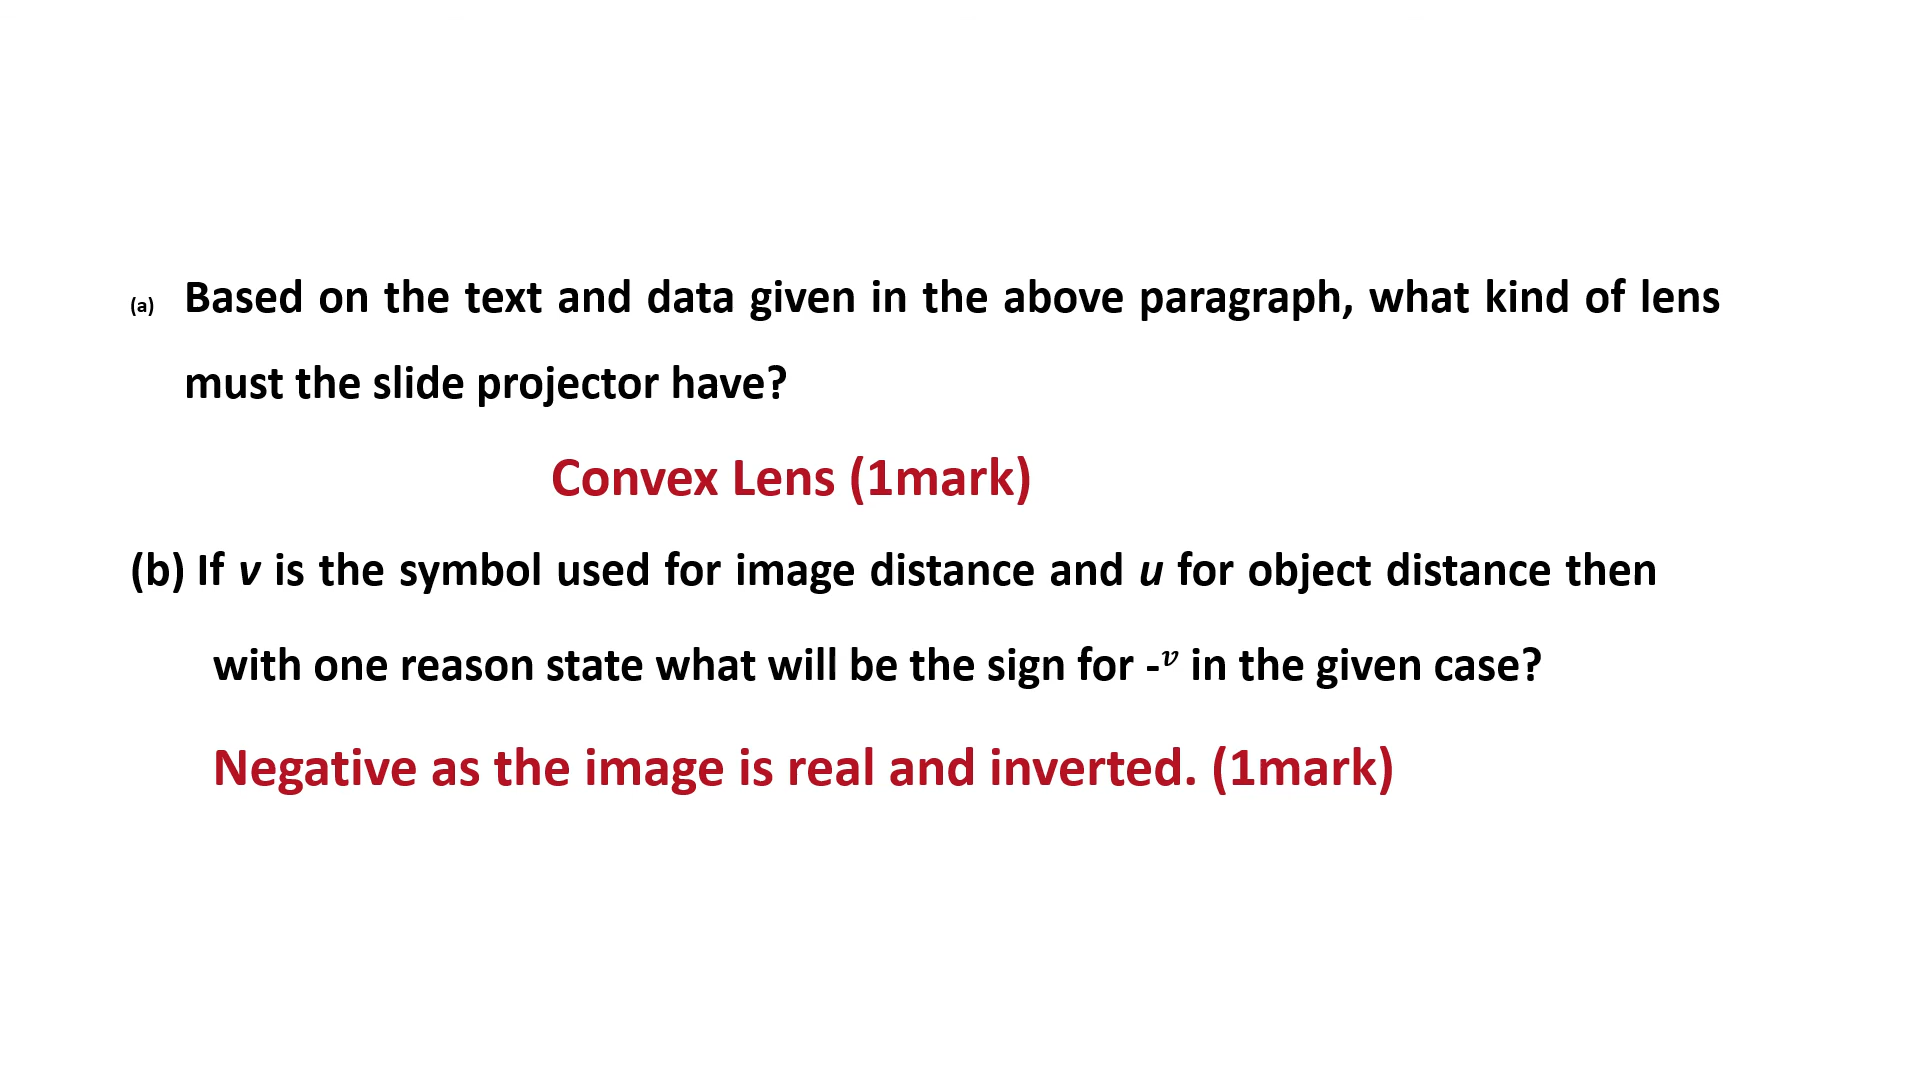 (a) Based on the text and data given in the above paragraph, what kind of lens
must the slide projector have?
Convex Lens (1mark)
(b) If v is the symbol used for image distance and u for object distance then
with one reason state what will be the sign for -v in the given case?
Negative as the image is real and inverted. (1mark)